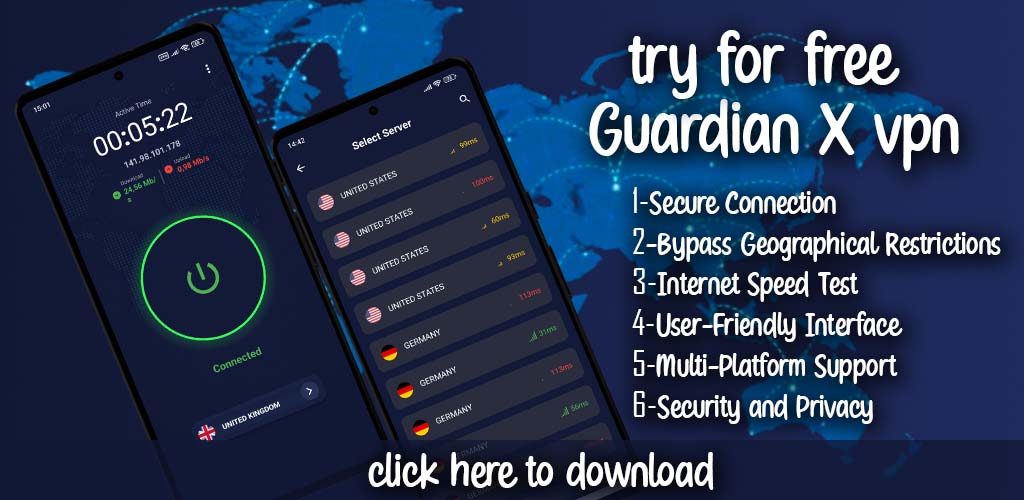 15:01
Active Time
00:05:22
141.98.101.178
Download
24,56 Mb/
s
Upload
0,98 Mb/s
Connected
UNITED KINGDOM
14:42
Select Server
UNITED STATES
99ms
UNITED STATES
100ms
UNITED STATES
60ms
UNITED STATES
93ms
GERMANY
113ms
GERMANY
31ms
GERMANY
113ms
GERMANY
56ms
try for free
Guardian X vpn
1-Secure Connection
2-Bypass Geographical Restrictions
3-Internet Speed Test
4-User-Friendly Interface
5-Multi-Platform Support
6-Security and Privacy
click here to download